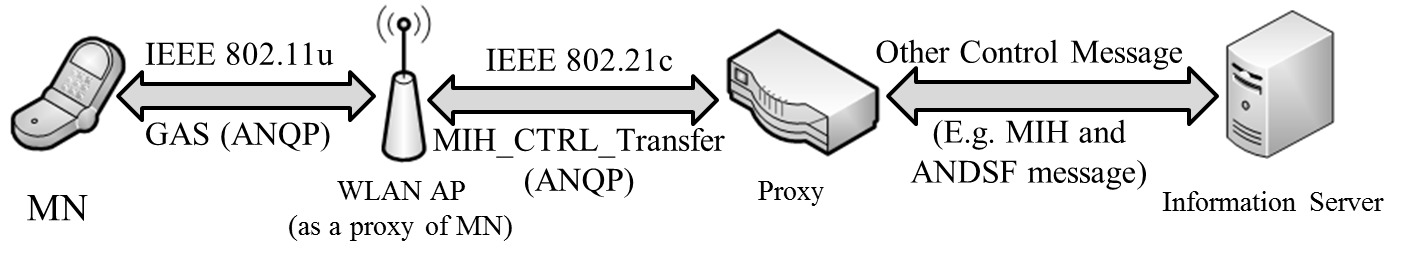 IEEE 802.11u
GAS (ANQP)
MN
IEEE 802.21c
MIH_CTRL_Transfer
(ANQP)
WLAN AP
(as a proxy of MN)
Proxy
Other Control Message
(E.g. MIH and
ANDSF message)
Information Server